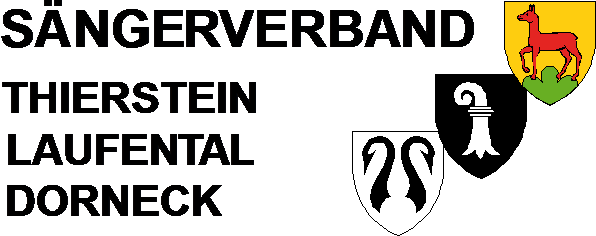 SÄNGERVERBAND
THIERSTEIN
LAUFENTAL
DORNECK